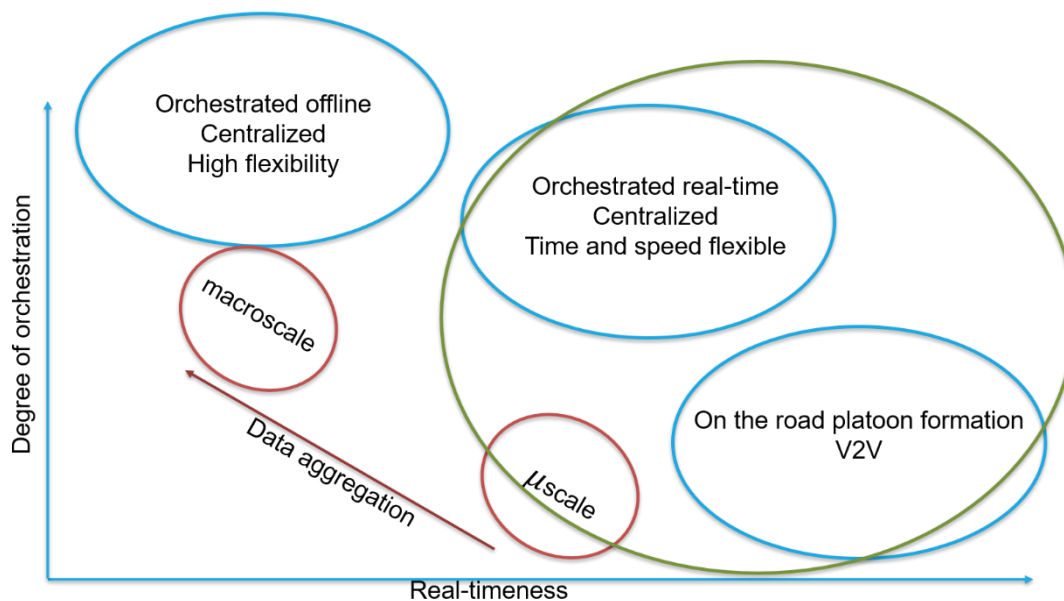 Orchestrated offline
Centralized
High flexibility
Orchestrated real-time
Centralized
Time and speed flexible
macroscale
On the road platoon formation
V2V
μscale
Data aggregation
Degree of orchestration
Real-timeness